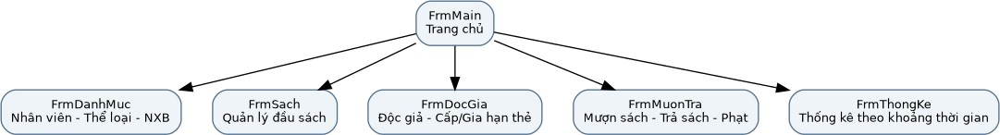 FrmMain
Trang chủ
FrmDanhMuc
Nhân viên - Thể loại - NXB
FrmSach
Quản lý đầu sách
FrmDocGia
Độc giả - Cấp/Gia hạn thẻ
FrmMuonTra
Mượn sách - Trả sách - Phạt
FrmThongKe
Thống kê theo khoảng thời gian